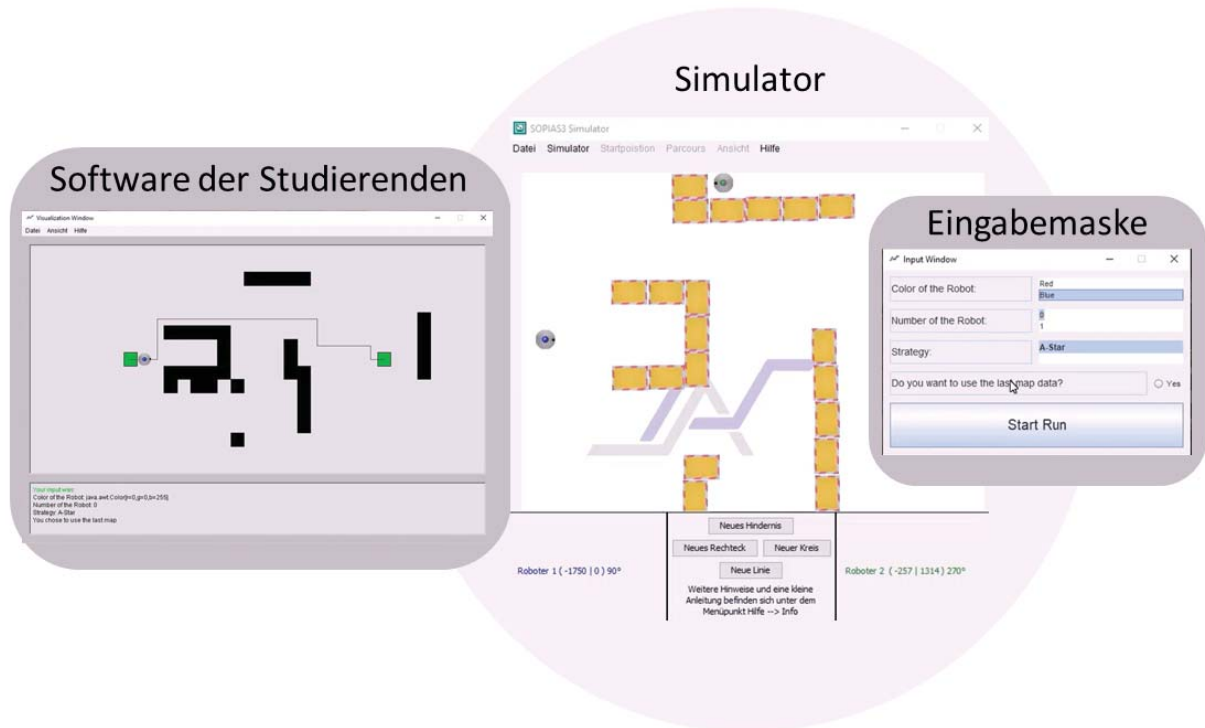 Simulator
Software der Studierenden
Visualization Window
Datei Ansicht Hilfe
Your input was:
Color of the Robot: java.awt.Color[r=0,g=0,b=255]
Number of the Robot: 0
Strategy: A-Star
You chose to use the last map
SOPIAS3 Simulator
Datei Simulator Startpoistion Parcours Ansicht Hilfe
Neues Hindernis
Neues Rechteck Neuer Kreis
Neue Linie
Roboter 1 ( -1750 | 0 ) 90°
Roboter 2 ( -257 | 1314 ) 270°
Weitere Hinweise und eine kleine
Anleitung befinden sich unter dem
Menüpunkt Hilfe --> Info
Eingabemaske
Input Window
Color of the Robot:
Red
Blue
Number of the Robot:
0
1
Strategy:
A-Star
Do you want to use the last map data?
Yes
Start Run